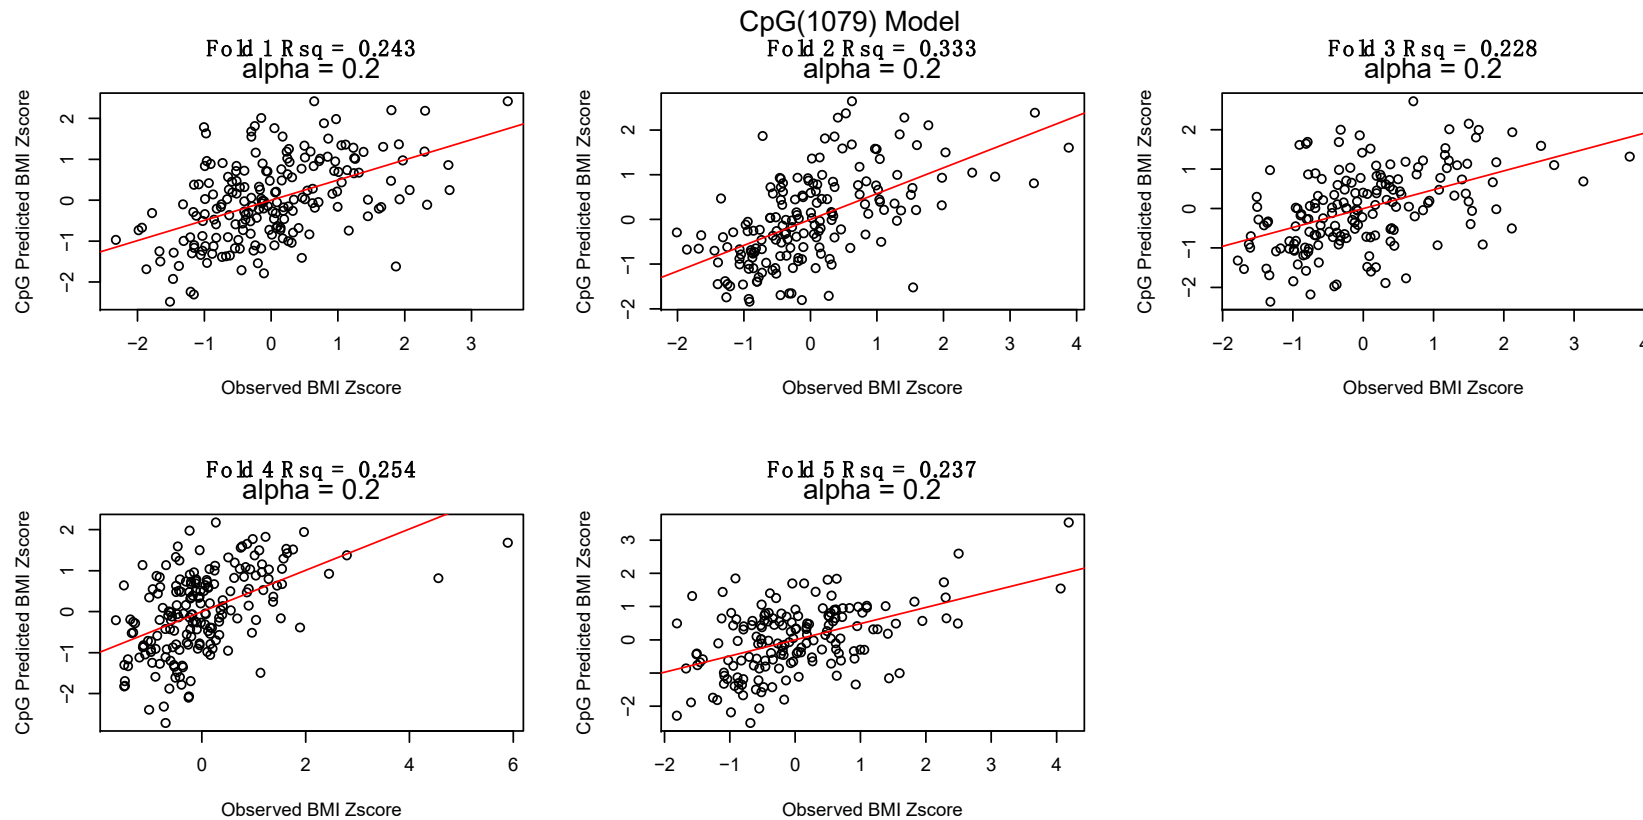 CpG(1079) Model
Fold 1 Rsq = 0.243
alpha = 0.2
CpG Predicted BMI Zscore
2
1
0
−1
−2
−2 −1 0 1 2 3
Observed BMI Zscore
Fold 2 Rsq = 0.333
alpha = 0.2
CpG Predicted BMI Zscore
2
1
0
−1
−2
−2 −1 0 1 2 3 4
Observed BMI Zscore
Fold 3 Rsq = 0.228
alpha = 0.2
CpG Predicted BMI Zscore
2
1
0
−1
−2
−2 −1 0 1 2 3 4
Observed BMI Zscore
Fold 4 Rsq = 0.254
alpha = 0.2
CpG Predicted BMI Zscore
2
1
0
−1
−2
0 2 4 6
Observed BMI Zscore
Fold 5 Rsq = 0.237
alpha = 0.2
CpG Predicted BMI Zscore
3
2
1
0
−2
−2 −1 0 1 2 3 4
Observed BMI Zscore